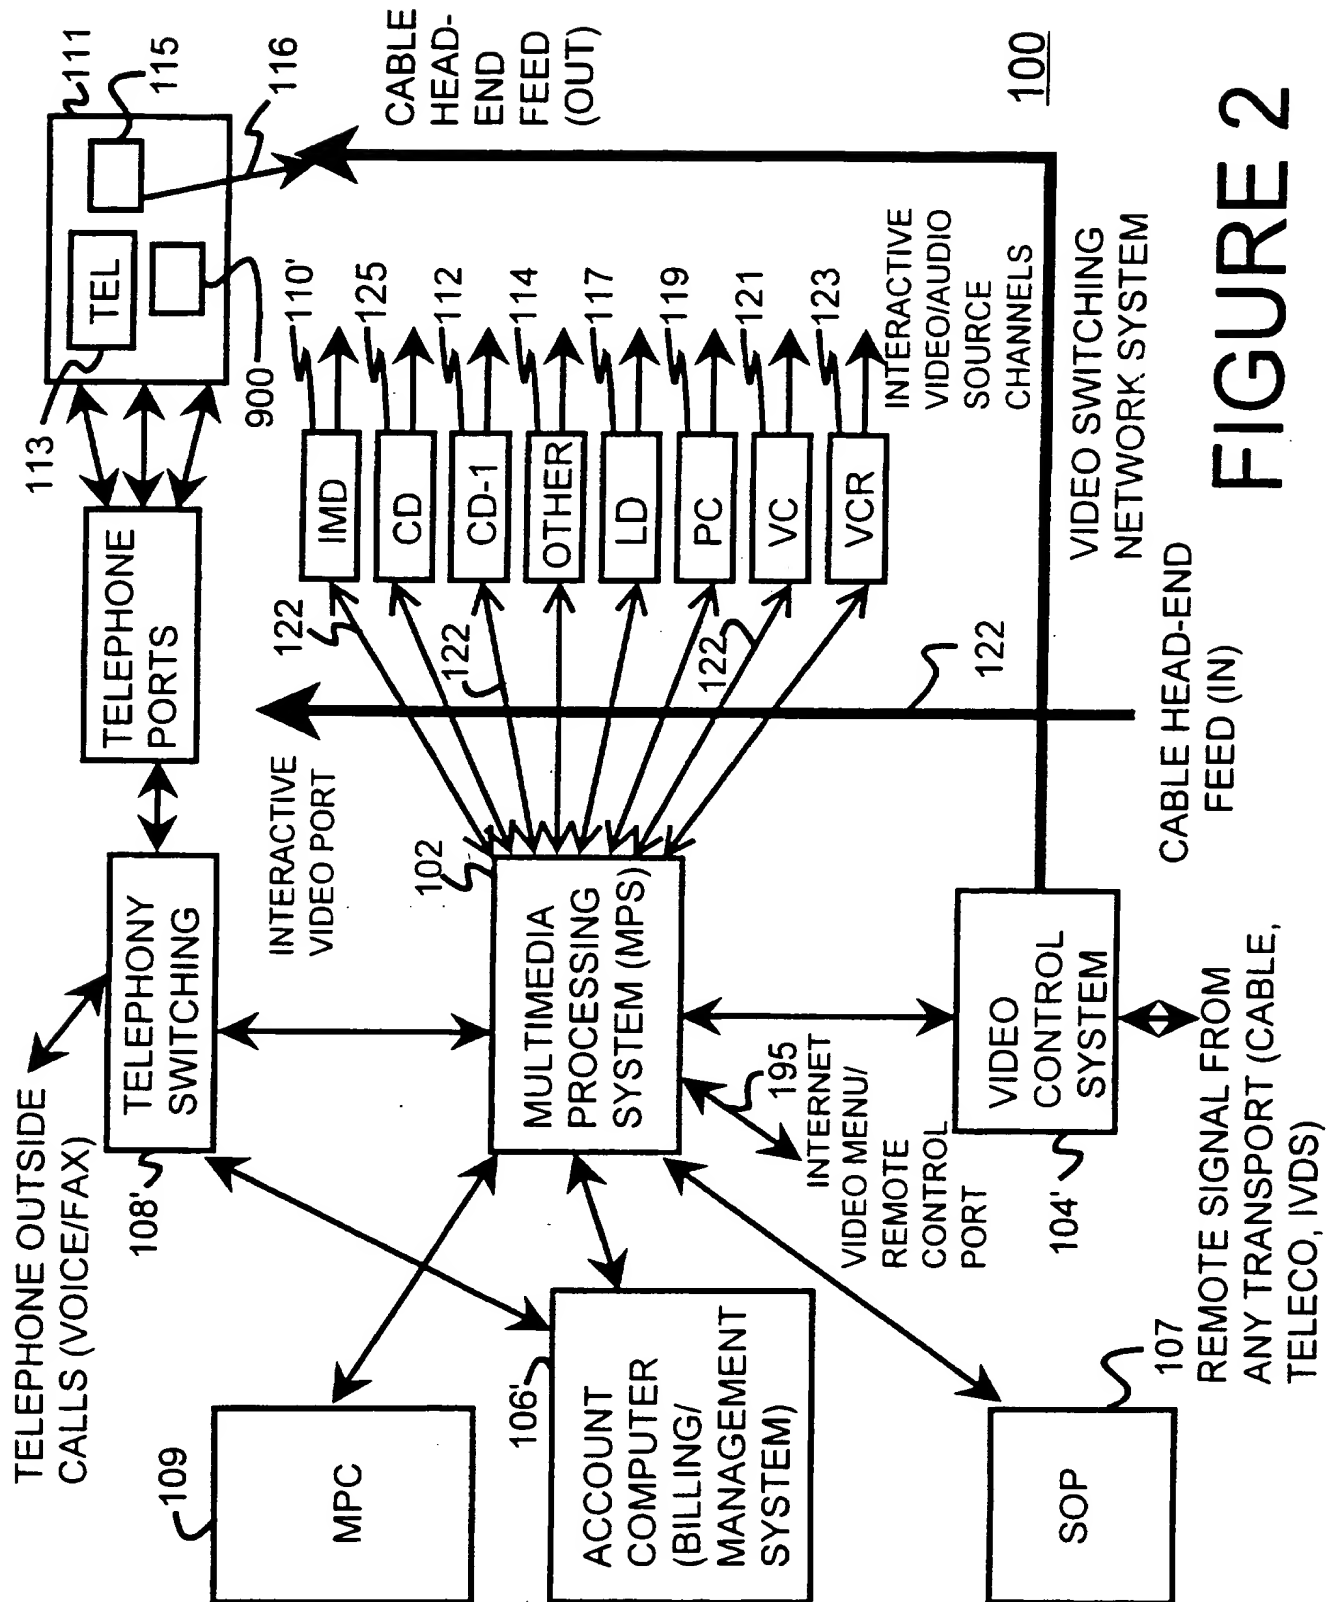 TELEPHONE OUTSIDE
CALLS (VOICE/FAX)
108'
TELEPHONY
SWITCHING
TELEPHONE
PORTS
113
TEL
900
111
115
116
CABLE
HEAD-
END
FEED
(OUT)
109
MPC
106'
ACCOUNT
COMPUTER
(BILLING/
MANAGEMENT
SYSTEM)
107
SOP
INTERACTIVE
VIDEO PORT
102
MULTIMEDIA
PROCESSING
SYSTEM (MPS)
195
INTERNET
VIDEO MENU/
REMOTE
CONTROL
PORT
104'
VIDEO
CONTROL
SYSTEM
REMOTE SIGNAL FROM
ANY TRANSPORT (CABLE,
TELECO, IVDS)
122
122
122
122
IMD
110'
CD
125
CD-1
112
OTHER
114
LD
117
PC
119
VC
121
VCR
123
INTERACTIVE
VIDEO/AUDIO
SOURCE
CHANNELS
CABLE HEAD-END
FEED (IN)
VIDEO SWITCHING
NETWORK SYSTEM
100
FIGURE 2